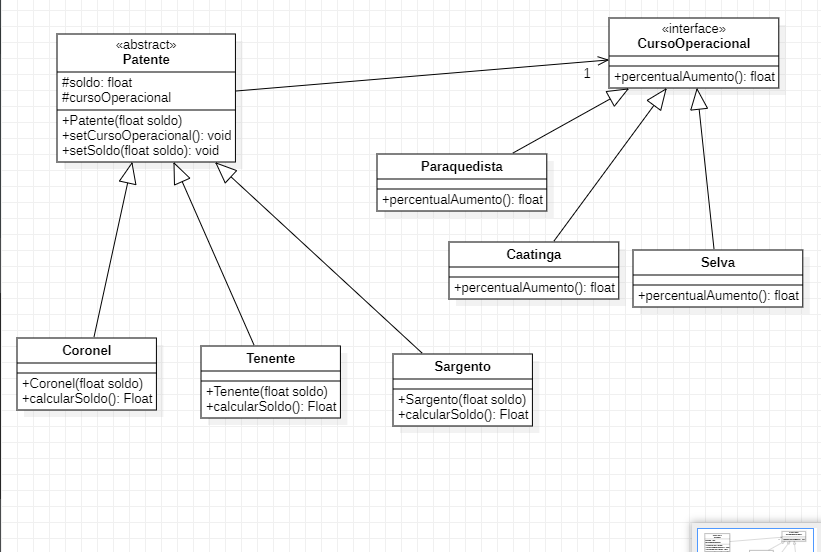 «abstract»
Patente
#soldo: float
#cursoOperacional
+Patente(float soldo)
+setCursoOperacional(): void
+setSoldo(float soldo): void
1
«interface»
CursoOperacional
+percentualAumento(): float
Paraquedista
+percentualAumento(): float
Caatinga
+percentualAumento(): float
Selva
+percentualAumento(): float
Coronel
+Coronel(float soldo)
+calcularSoldo(): Float
Tenente
+Tenente(float soldo)
+calcularSoldo(): Float
Sargento
+Sargento(float soldo)
+calcularSoldo(): Float